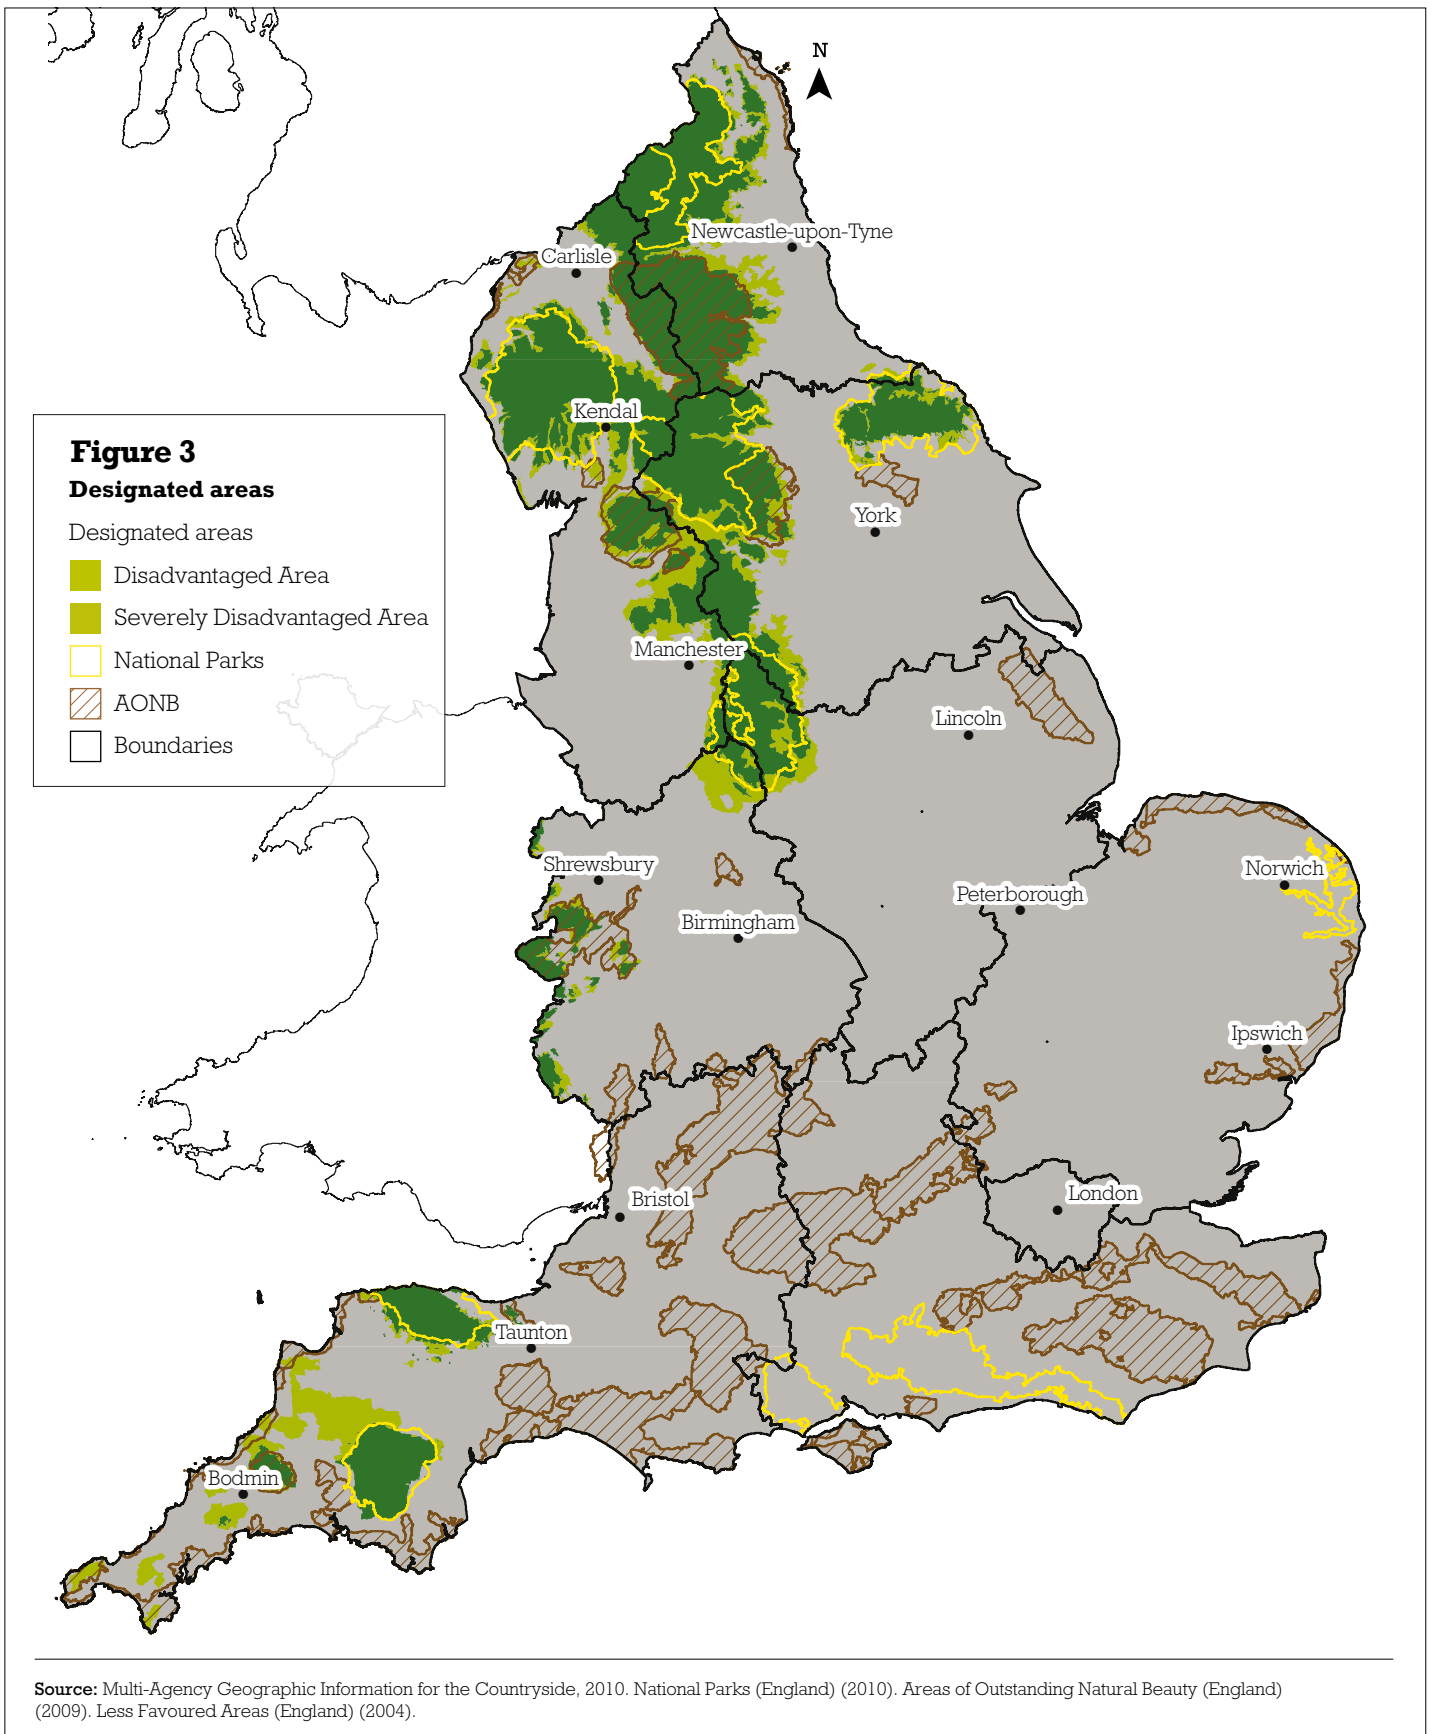 N
Newcastle-upon-Tyne
Carlisle
Kendal
Figure 3
Designated areas
Designated areas
Disadvantaged Area
Severely Disadvantaged Area
National Parks
AONB
Boundaries
York
Manchester
Lincoln
Shrewsbury
Norwich
Peterborough
Birmingham
Ipswich
London
Bristol
Taunton
Bodmin
Source: Multi-Agency Geographic Information for the Countryside, 2010. National Parks (England) (2010). Areas of Outstanding Natural Beauty (England)
(2009). Less Favoured Areas (England) (2004).